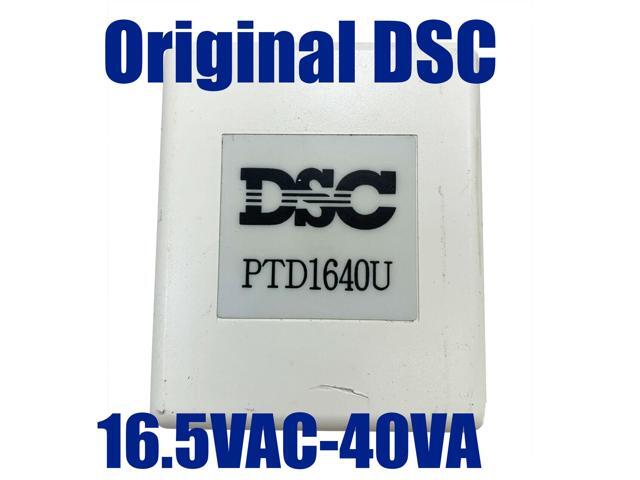 Original DSC
DSC
PTD1640U
16.5VAC-40VA